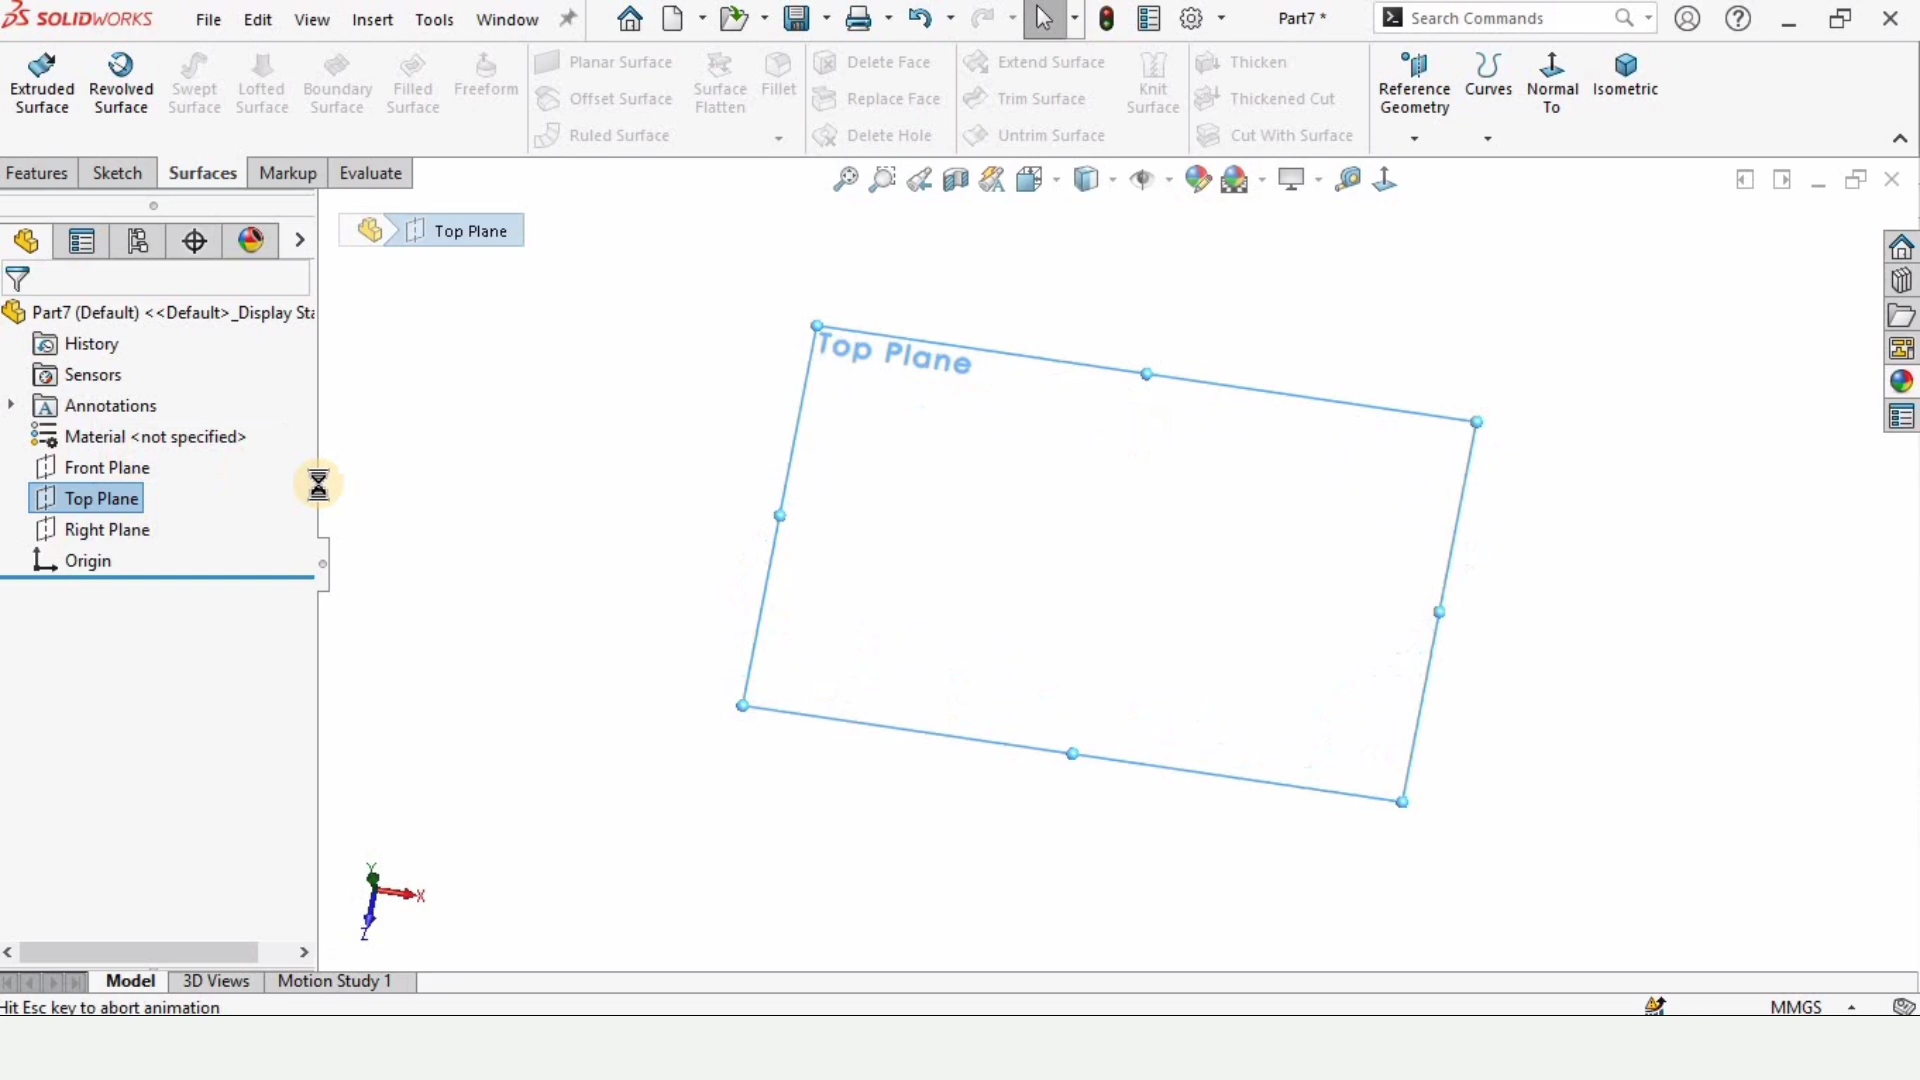 SOLIDWORKS File Edit View Insert Tools Window Part7 * Search Commands
Extruded Surface
Revolved Surface
Swept Surface
Lofted Surface
Boundary Surface
Filled Surface
Freeform
Planar Surface
Offset Surface
Ruled Surface
Surface Flatten
Fillet
Delete Face
Replace Face
Delete Hole
Extend Surface
Trim Surface
Untrim Surface
Knit Surface
Thicken
Thickened Cut
Cut With Surface
Reference Geometry
Curves
Normal To
Isometric
Features Sketch Surfaces Markup Evaluate
Top Plane
Part7 (Default) <<Default>_Display Sta
History
Sensors
Annotations
Material <not specified>
Front Plane
Top Plane
Right Plane
Origin
Top Plane
Y
X
Z
Model 3D Views Motion Study 1
Hit Esc key to abort animation MMGS